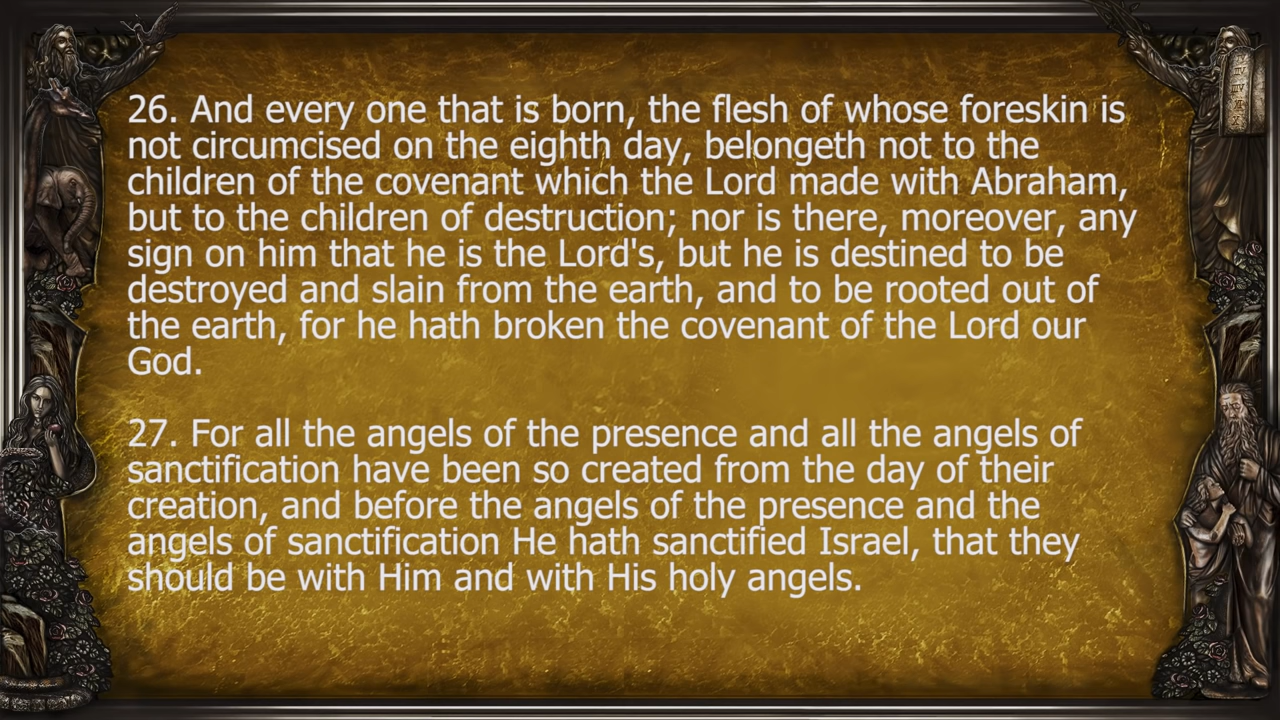 26. And every one that is born, the flesh of whose foreskin is
not circumcised on the eighth day, belongeth not to the
children of the covenant which the Lord made with Abraham,
but to the children of destruction; nor is there, moreover, any
sign on him that he is the Lord's, but he is destined to be
destroyed and slain from the earth, and to be rooted out of
the earth, for he hath broken the covenant of the Lord our
God.
27. For all the angels of the presence and all the angels of
sanctification have been so created from the day of their
creation, and before the angels of the presence and the
angels of sanctification He hath sanctified Israel, that they
should be with Him and with His holy angels.